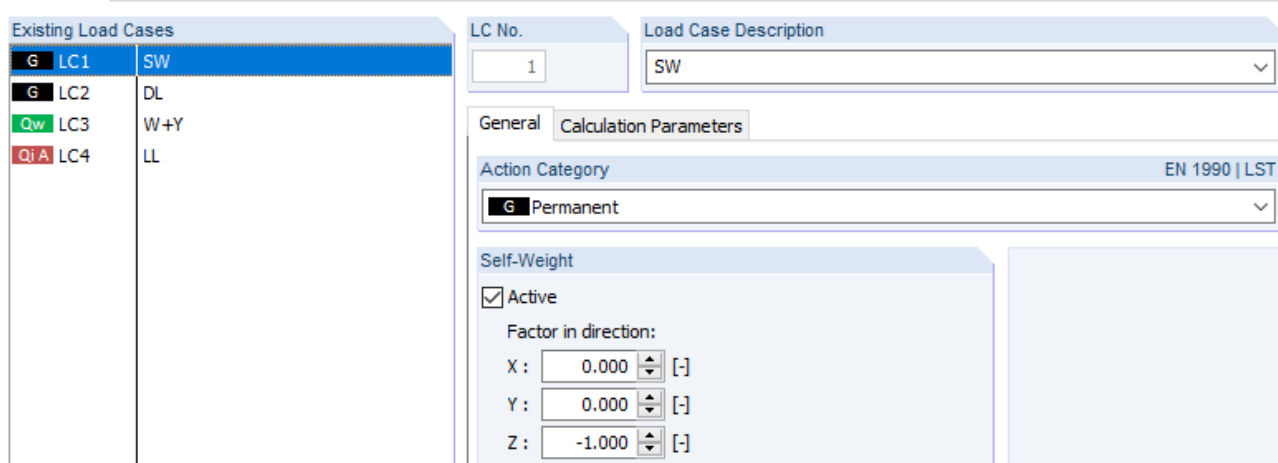 Existing Load Cases
G LC1 SW
G LC2 DL
Qw LC3 W+Y
Qi A LC4 LL
LC No.
1
Load Case Description
SW
General Calculation Parameters
Action Category EN 1990 | LST
G Permanent
Self-Weight
Active
Factor in direction:
X : 0.000 [-]
Y : 0.000 [-]
Z : -1.000 [-]